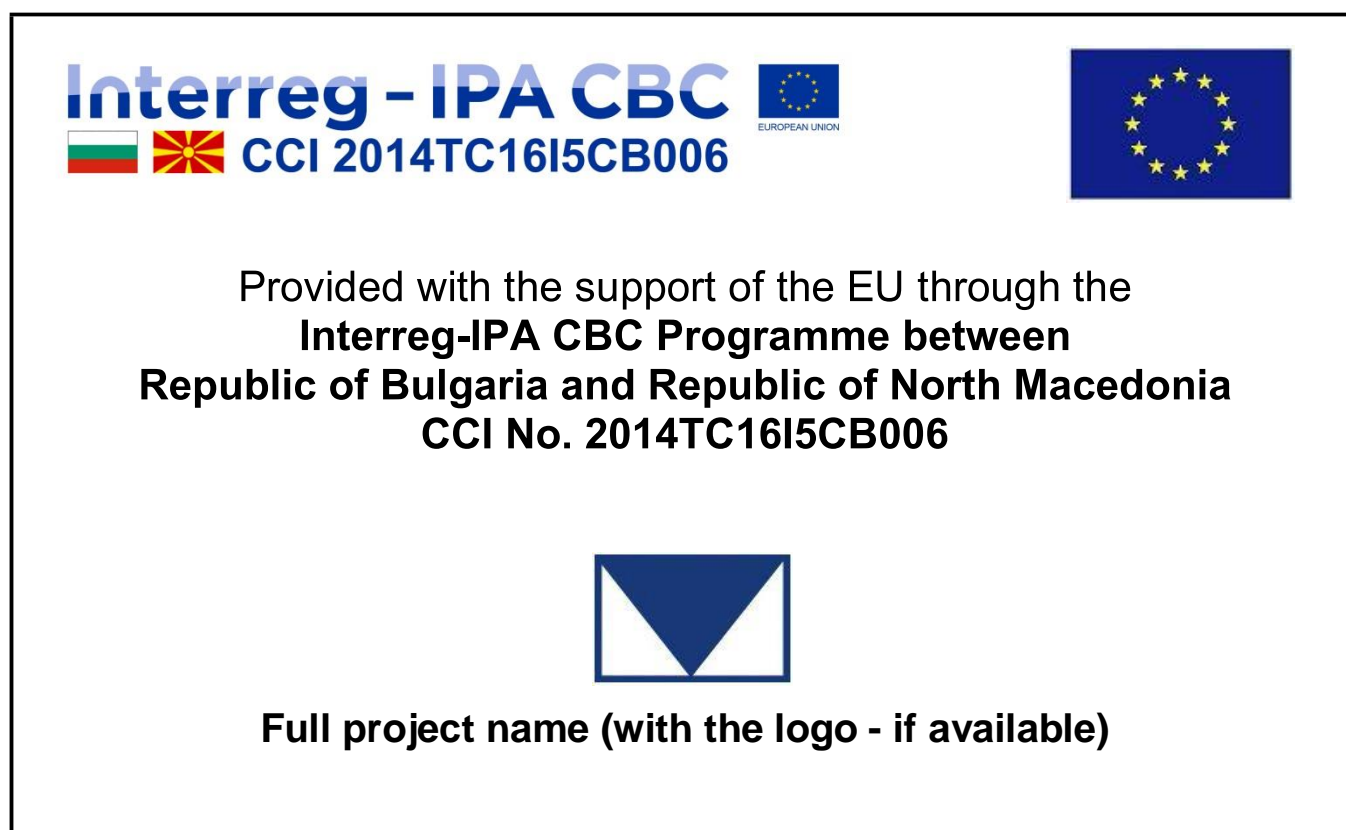 Interreg - IPA CBC
EUROPEAN UNION
CCI 2014TC16I5CB006
Provided with the support of the EU through the
Interreg-IPA CBC Programme between
Republic of Bulgaria and Republic of North Macedonia
CCI No. 2014TC16I5CB006
Full project name (with the logo - if available)